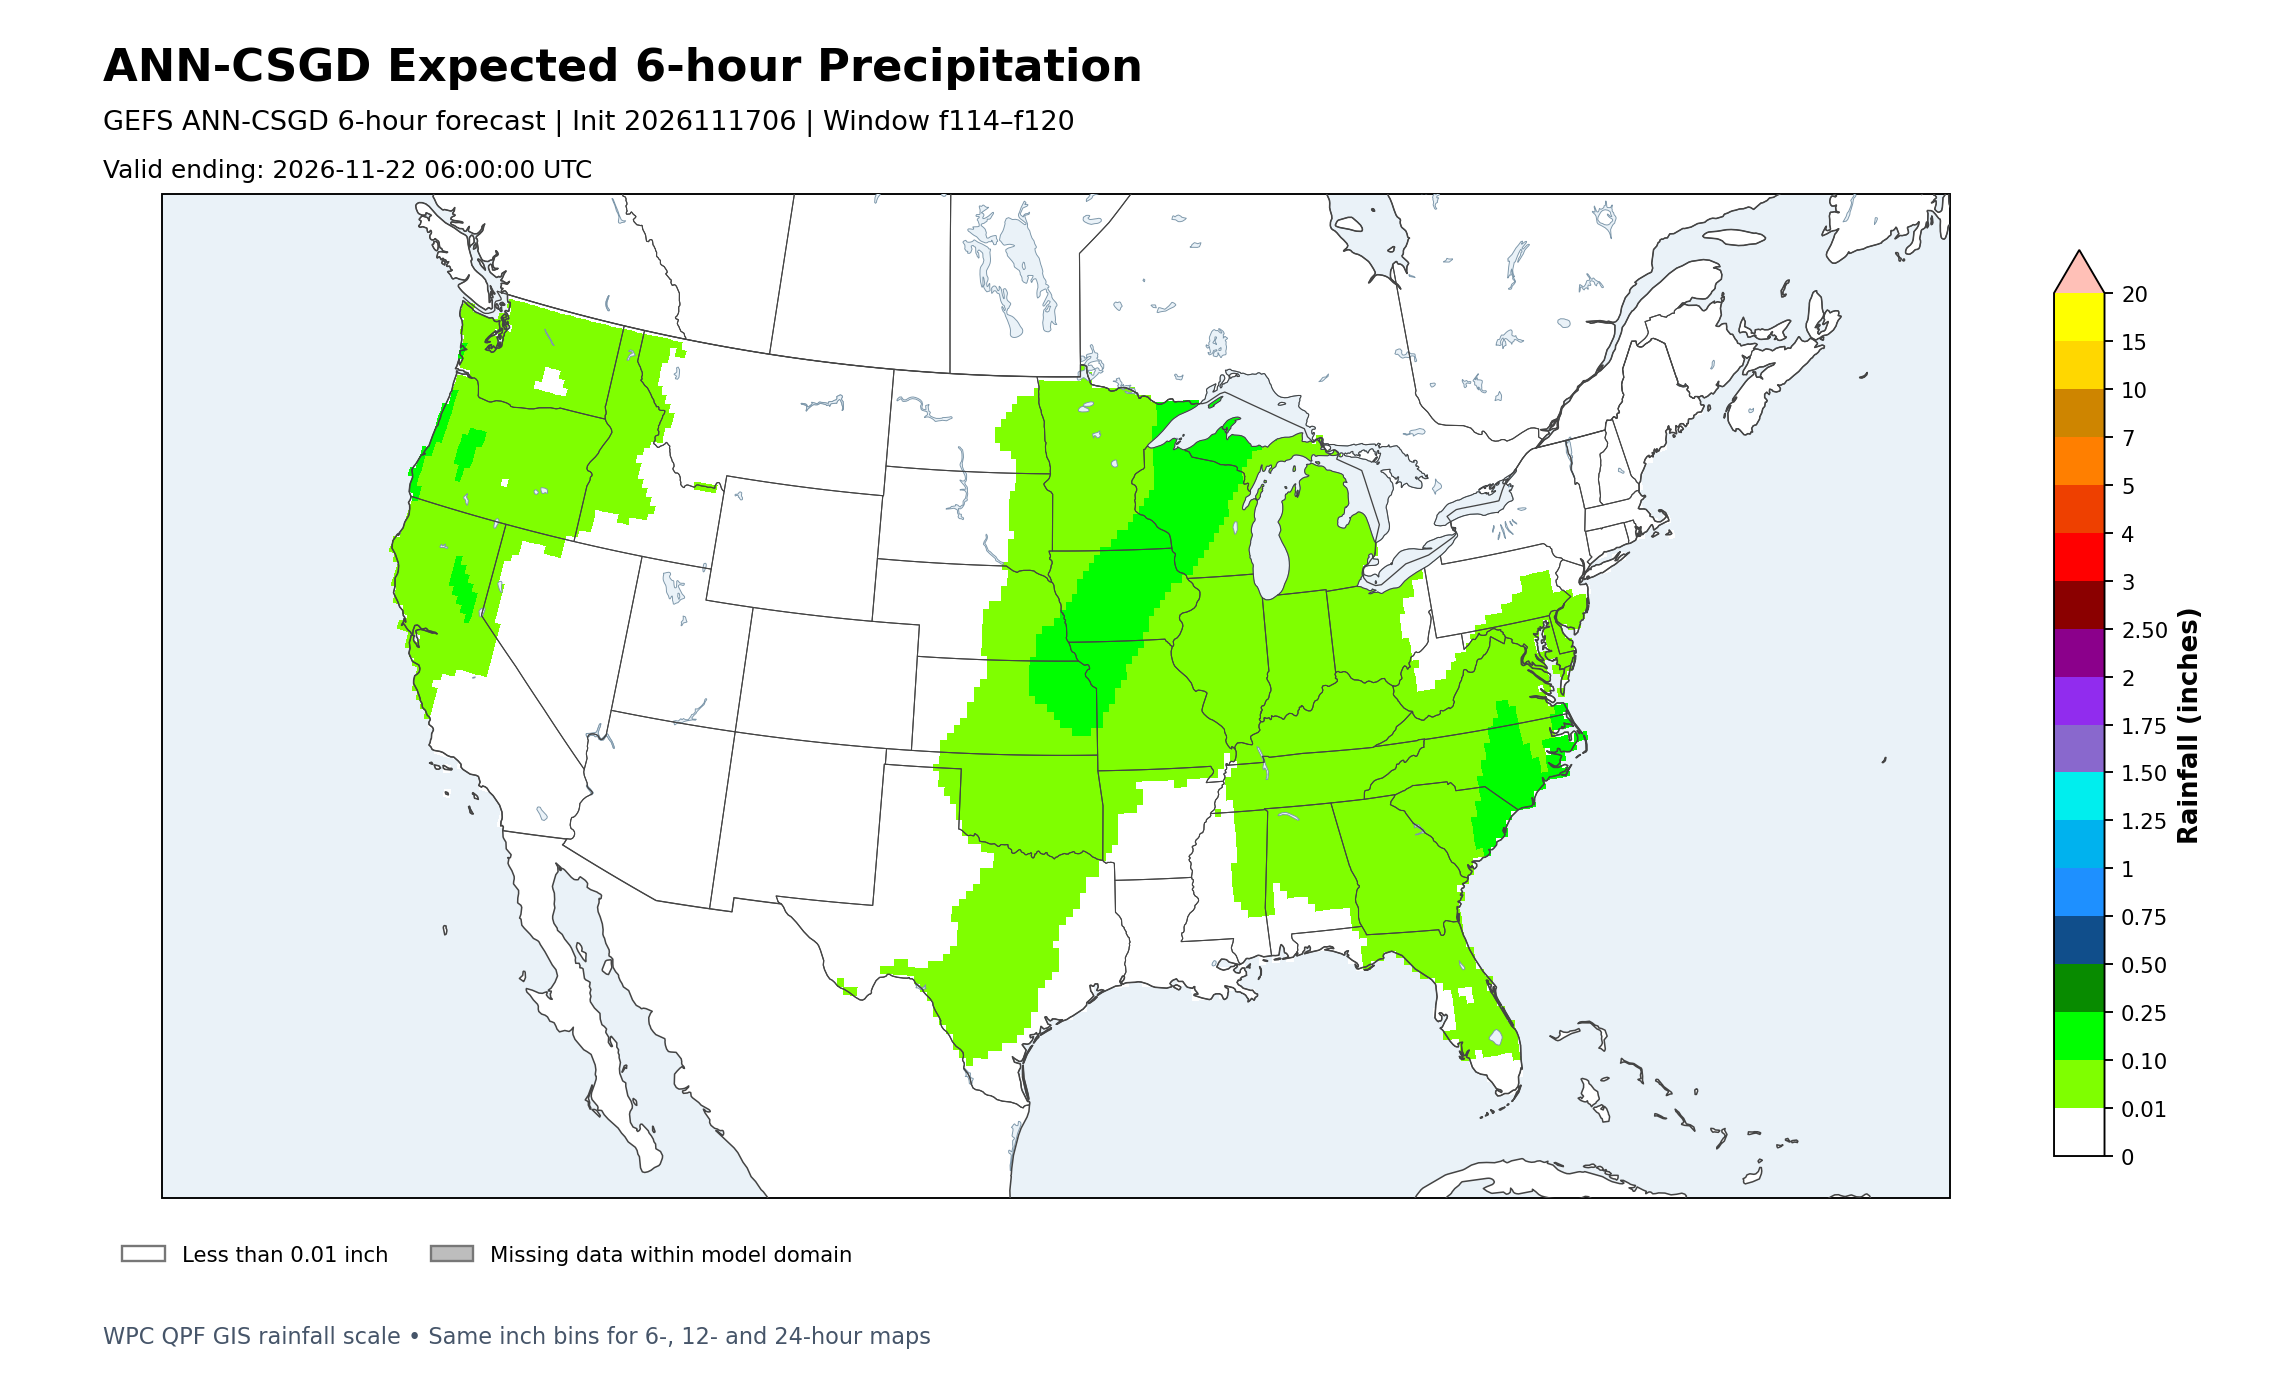 ANN-CSGD Expected 6-hour Precipitation
GEFS ANN-CSGD 6-hour forecast | Init 2026111706 | Window f114–f120
Valid ending: 2026-11-22 06:00:00 UTC
20
15
10
7
5
4
3
2.50
2
1.75
1.50
1.25
1
0.75
0.50
0.25
0.10
0.01
0
Rainfall (inches)
Less than 0.01 inch
Missing data within model domain
WPC QPF GIS rainfall scale • Same inch bins for 6-, 12- and 24-hour maps